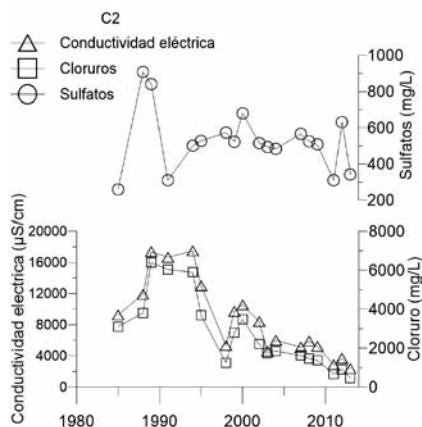 C2
Conductividad eléctrica
Cloruros
Sulfatos
1000
800
600
400
200
Sulfatos (mg/L)
20000
16000
12000
8000
4000
0
Conductividad electrica (µS/cm)
8000
6000
4000
2000
0
Cloruro (mg/L)
1980 1990 2000 2010